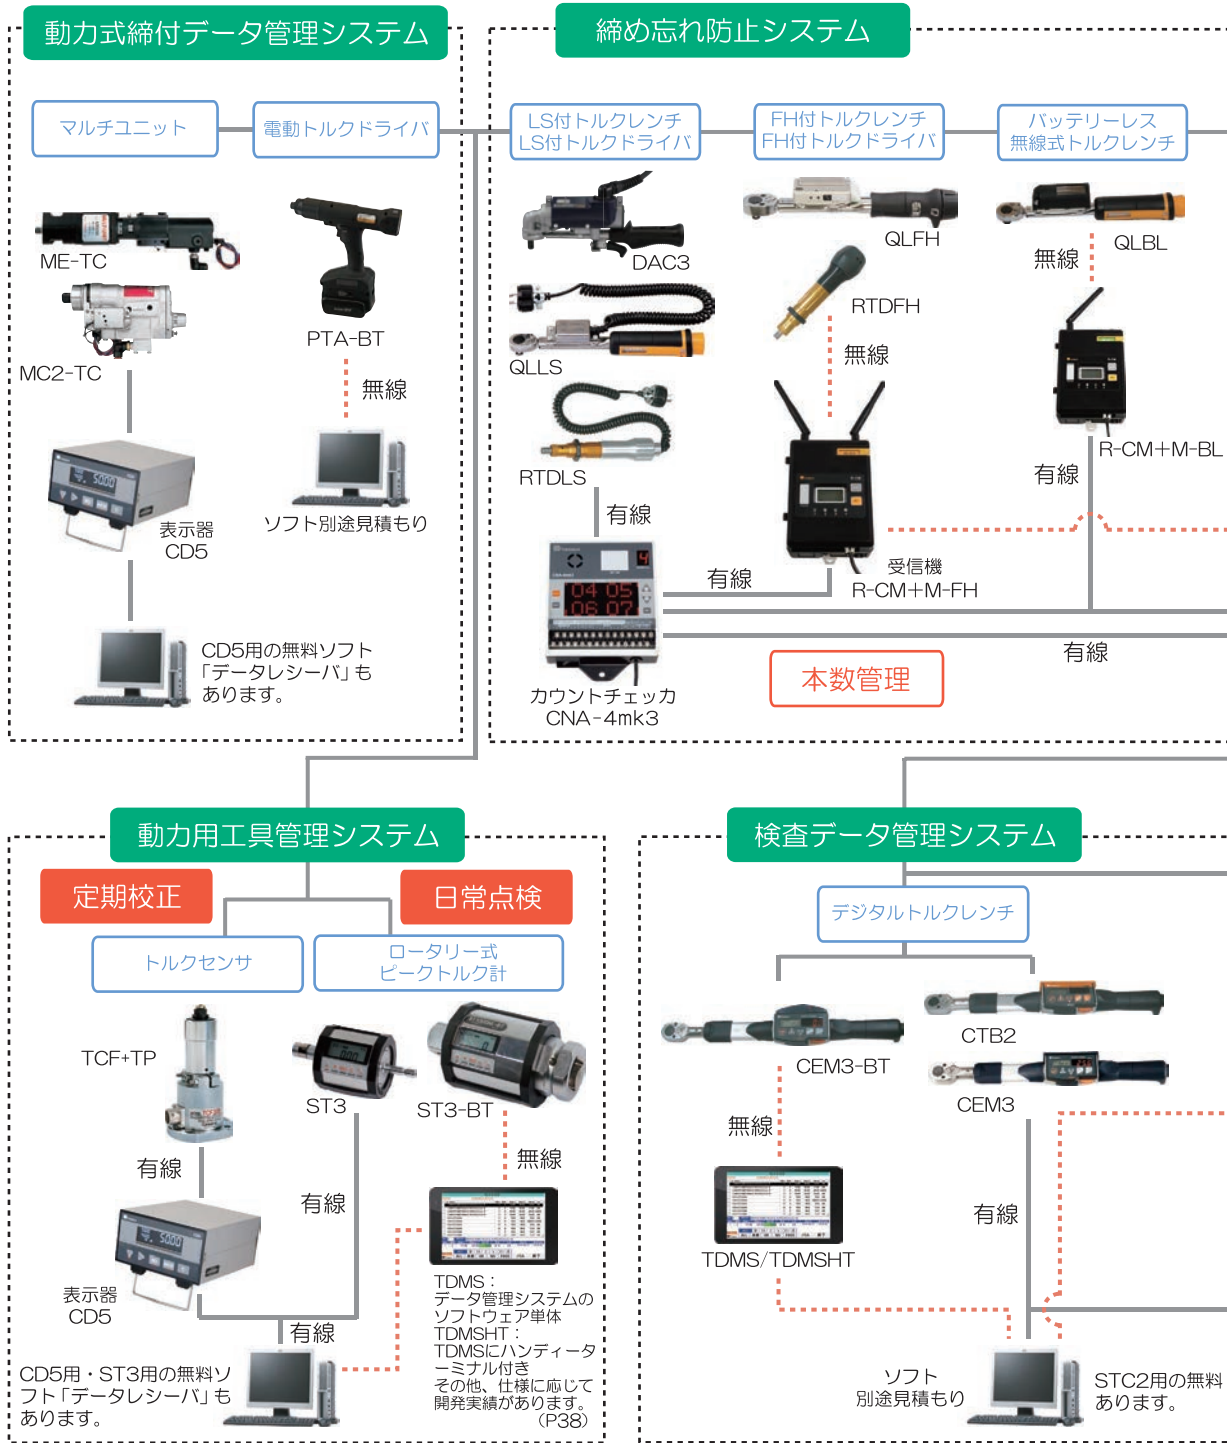 動力式締付データ管理システム
締め忘れ防止システム
マルチユニット
電動トルクドライバ
LS付トルクレンチ
LS付トルクドライバ
FH付トルクレンチ
FH付トルクドライバ
バッテリーレス
無線式トルクレンチ
ME-TC
MC2-TC
PTA-BT
無線
DAC3
QLLS
RTDLS
有線
QLFH
RTDFH
無線
QLBL
無線
R-CM+M-BL
有線
表示器
CD5
ソフト別途見積もり
5000
04 05
06 07
4
有線
受信機
R-CM+M-FH
有線
CD5用の無料ソフト
「データレシーバ」も
あります。
カウントチェッカ
CNA-4mk3
本数管理
動力用工具管理システム
検査データ管理システム
定期校正
日常点検
トルクセンサ
ロータリー式
ピークトルク計
デジタルトルクレンチ
TCF+TP
ST3
ST3-BT
CEM3-BT
CTB2
CEM3
有線
有線
無線
無線
有線
表示器
CD5
5000
有線
TDMS：
データ管理システムの
ソフトウェア単体
TDMSHT：
TDMSにハンディータ
ーミナル付き
その他、仕様に応じて
開発実績があります。
（P38）
TDMS/TDMSHT
CD5用・ST3用の無料ソ
フト「データレシーバ」も
あります。
ソフト
別途見積もり
STC2用の無料
あります。